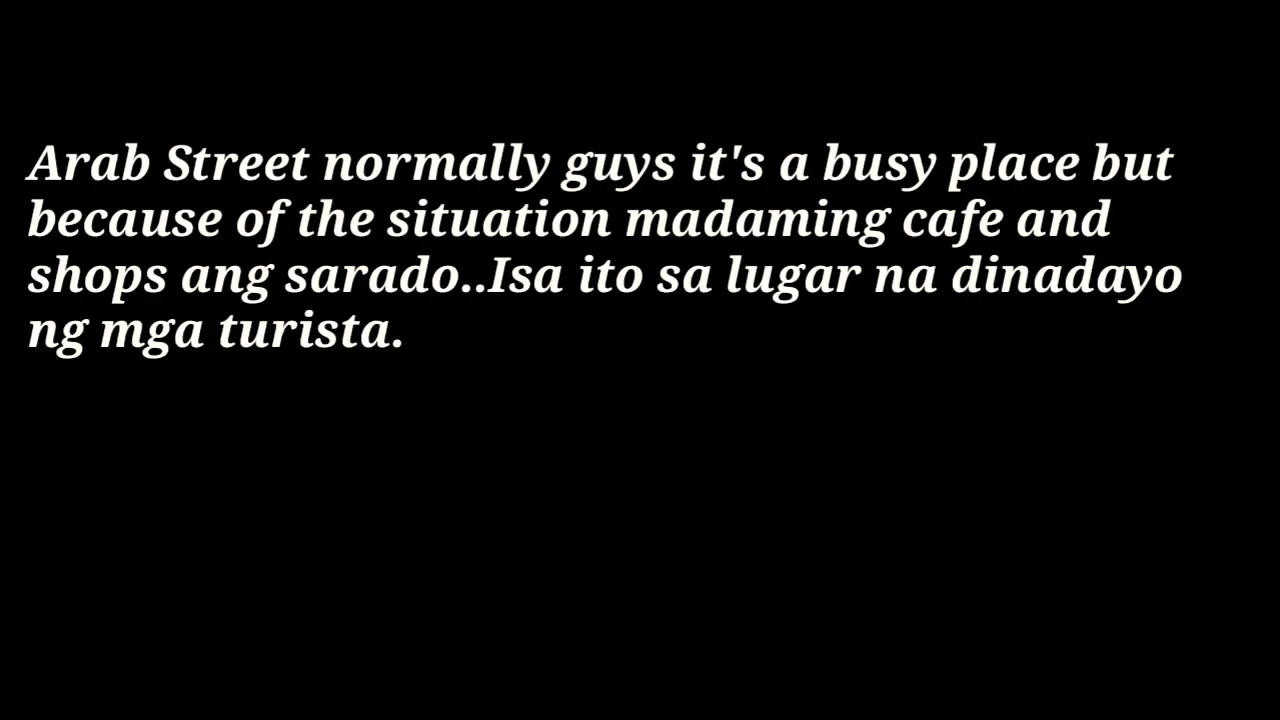 Arab Street normally guys it's a busy place but
because of the situation madaming cafe and
shops ang sarado..Isa ito sa lugar na dinadayo
ng mga turista.